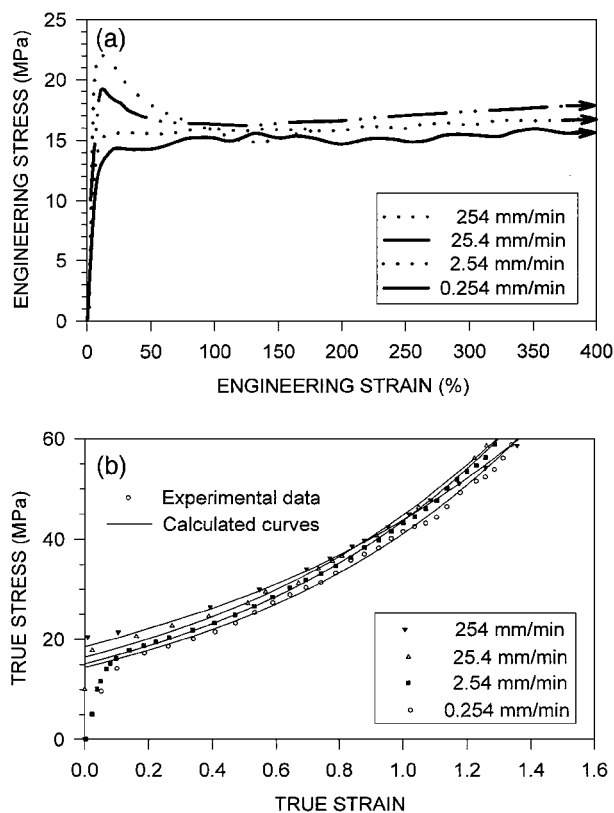 (a)
ENGINEERING STRESS (MPa)
25
20
15
10
5
0
254 mm/min
25.4 mm/min
2.54 mm/min
0.254 mm/min
0 50 100 150 200 250 300 350 400
ENGINEERING STRAIN (%)
(b)
TRUE STRESS (MPa)
60
40
20
0
Experimental data
Calculated curves
254 mm/min
25.4 mm/min
2.54 mm/min
0.254 mm/min
0.0 0.2 0.4 0.6 0.8 1.0 1.2 1.4 1.6
TRUE STRAIN